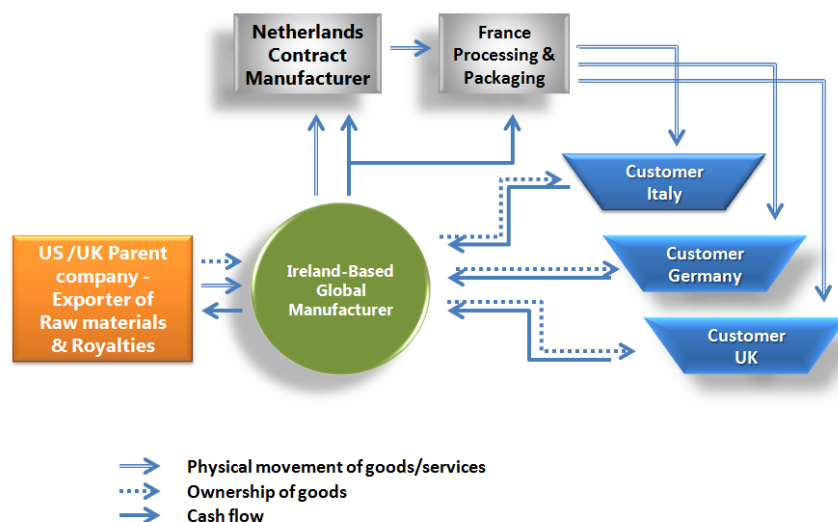 Netherlands
Contract
Manufacturer
France
Processing &
Packaging
Customer
Italy
US /UK Parent
company -
Exporter of
Raw materials
& Royalties
Ireland-Based
Global
Manufacturer
Customer
Germany
Customer
UK
Physical movement of goods/services
Ownership of goods
Cash flow